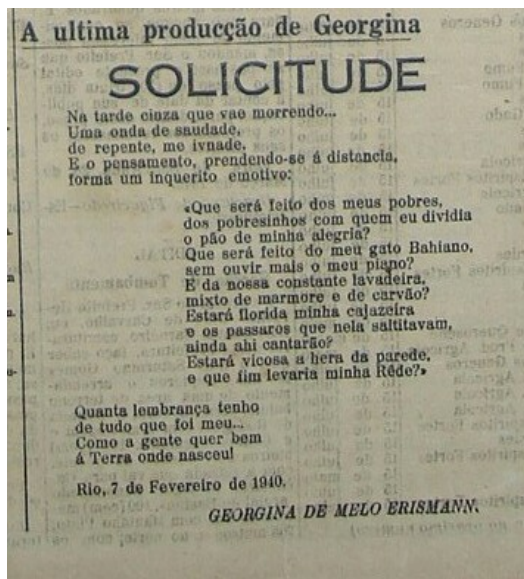 A ultima producção de Georgina
SOLICITUDE
Na tarde cinza que vae morrendo...
Uma onda de saudade,
de repente, me ivnade.
E o pensamento, prendendo-se á distancia,
forma um inquerito emotivo:
«Que será feito dos meus pobres,
dos pobresinhos com quem eu dividia
o pão de minha alegria?
Que será feito do meu gato Bahiano,
sem ouvir mais o meu piano?
E da nossa constante lavadeira,
mixto de marmore e de carvão?
Estará florida minha cajazeira
e os passaros que nela saltitavam,
ainda ahi cantarão?
Estará vicosa a hera da parede,
e que fim levaria minha Rêde?»
Quanta lembrança tenho
de tudo que foi meu...
Como a gente quer bem
á Terra onde nasceu!
Rio, 7 de Fevereiro de 1940.
GEORGINA DE MELO ERISMANN.